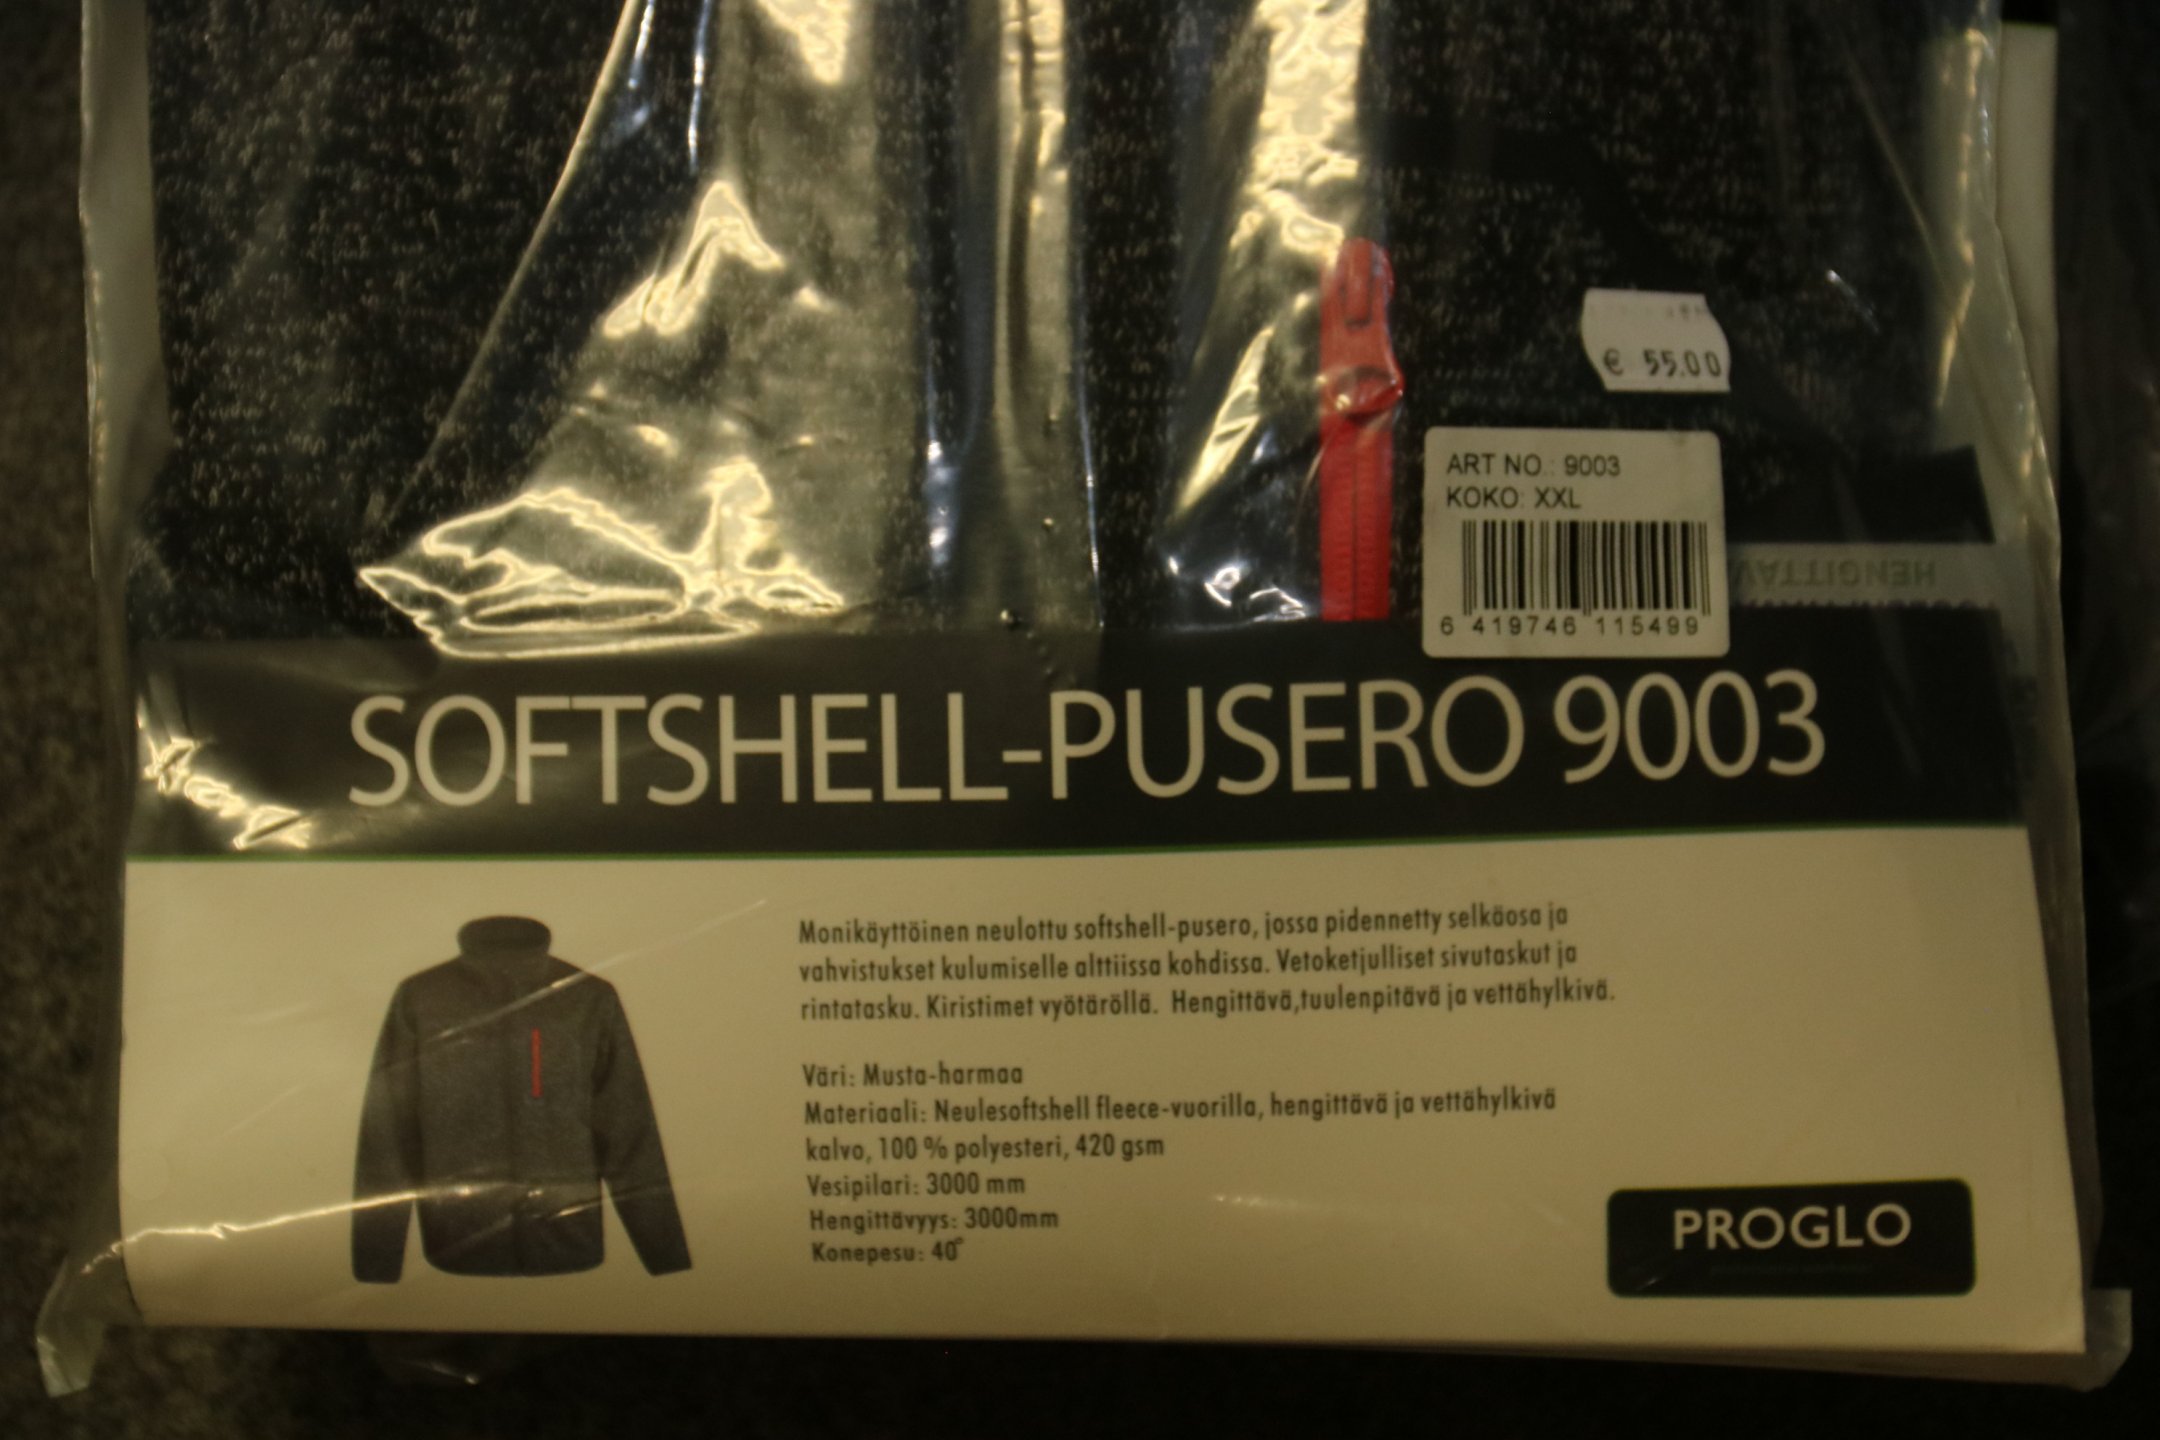 € 55.00
ART NO.: 9003
KOKO: XXL
HENGITTÄV
6 419746 115499
SOFTSHELL-PUSERO 9003
Monikäyttöinen neulottu softshell-pusero, jossa pidennetty selkäosa ja
vahvistukset kulumiselle alttiissa kohdissa. Vetoketjulliset sivutaskut ja
rintatasku. Kiristimet vyötäröllä. Hengittävä,tuulenpitävä ja vettähylkivä.
Väri: Musta-harmaa
Materiaali: Neulesoftshell fleece-vuorilla, hengittävä ja vettähylkivä
kalvo, 100 % polyesteri, 420 gsm
Vesipilari: 3000 mm
Hengittävyys: 3000mm
Konepesu: 40°
PROGLO